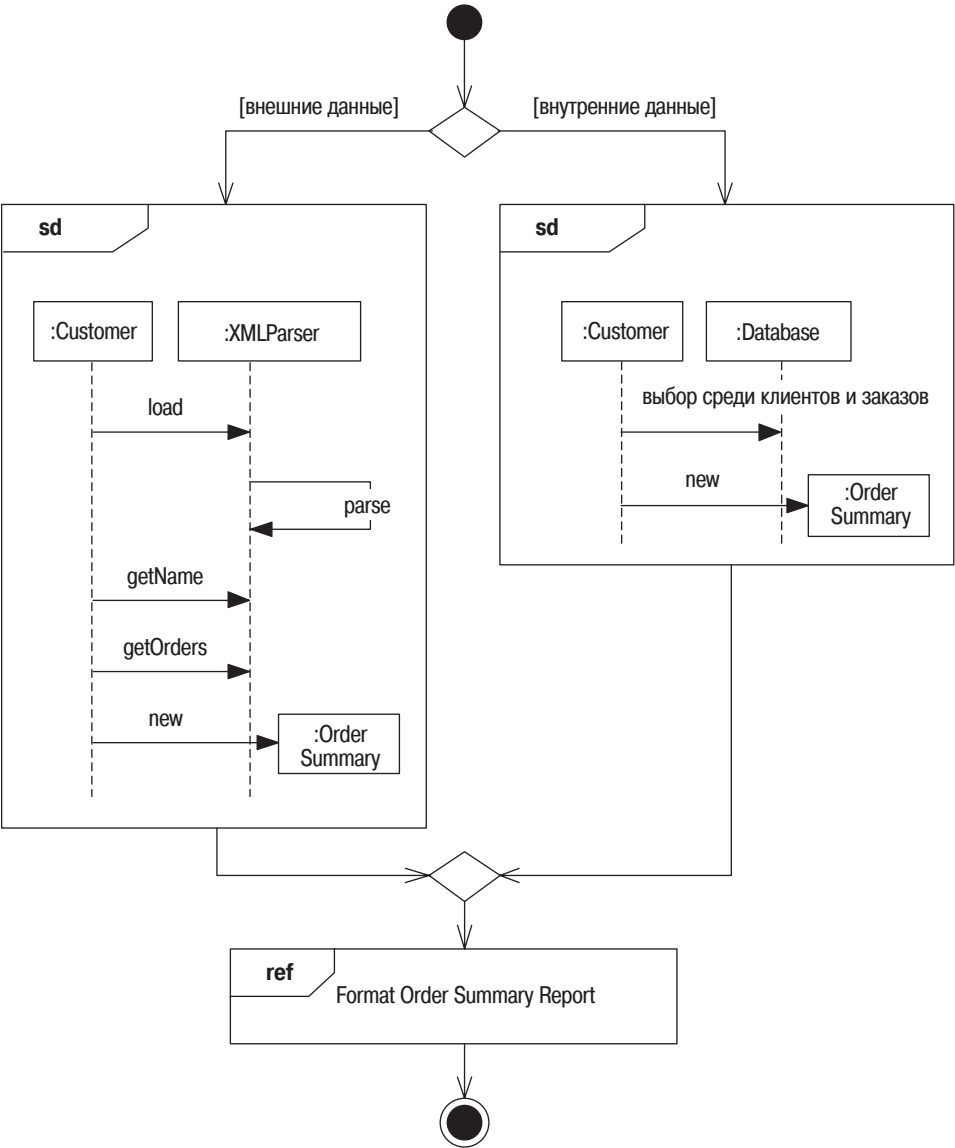 [внешние данные]
[внутренние данные]
sd
:Customer
:XMLParser
load
parse
getName
getOrders
new
:Order
Summary
sd
:Customer
:Database
выбор среди клиентов и заказов
new
:Order
Summary
ref
Format Order Summary Report